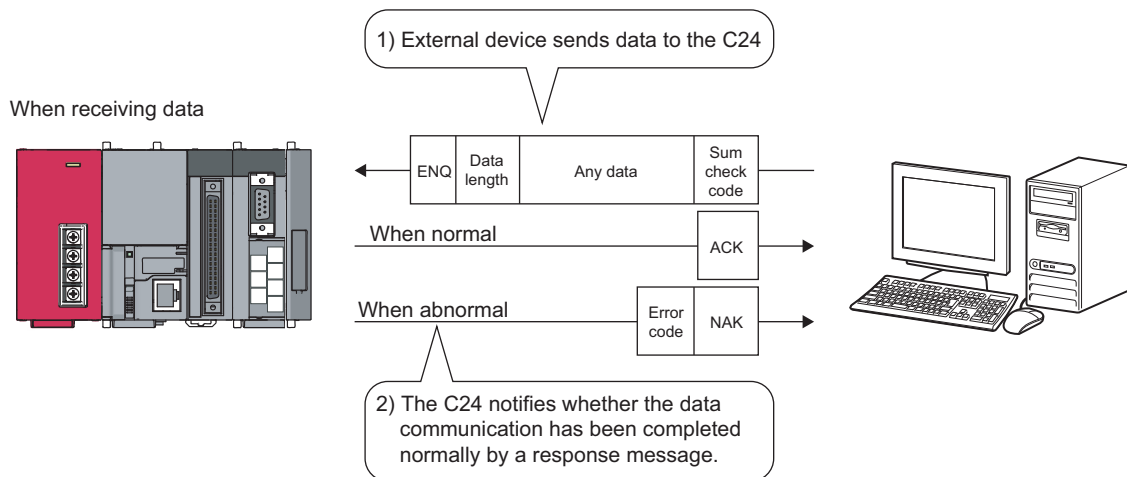 1) External device sends data to the C24
When receiving data
ENQ
Data
length
Any data
Sum
check
code
When normal
ACK
When abnormal
Error
code
NAK
2) The C24 notifies whether the data
communication has been completed
normally by a response message.